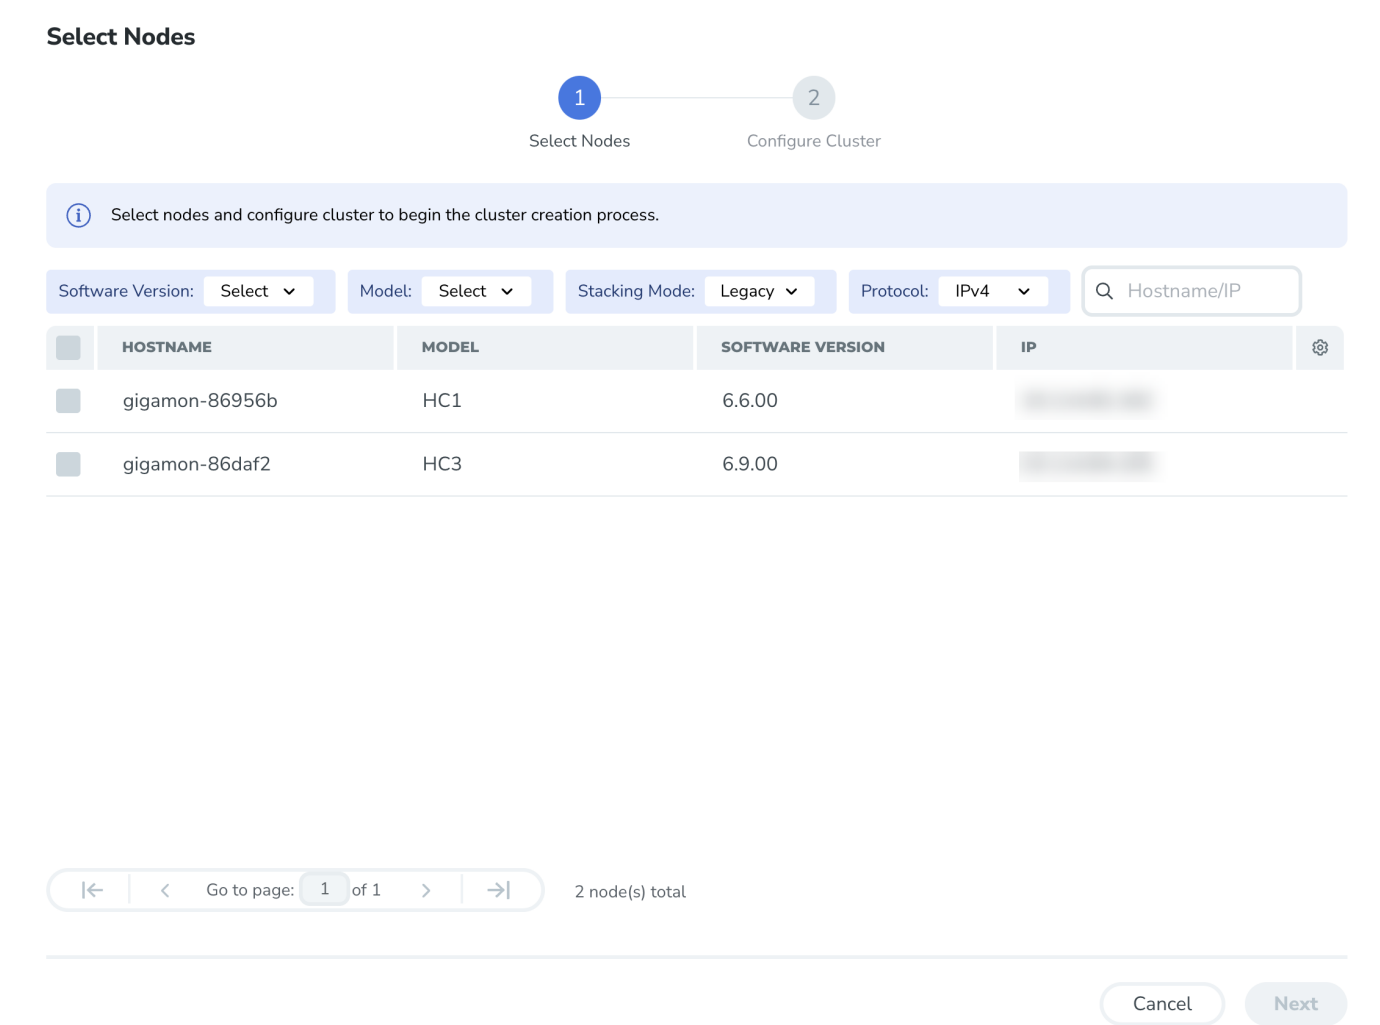 Select Nodes
1 2
Select Nodes Configure Cluster
Select nodes and configure cluster to begin the cluster creation process.
Software Version: Select Model: Select Stacking Mode: Legacy Protocol: IPv4 Hostname/IP
HOSTNAME MODEL SOFTWARE VERSION IP
gigamon-86956b HC1 6.6.00
gigamon-86daf2 HC3 6.9.00
Go to page: 1 of 1 2 node(s) total
Cancel Next